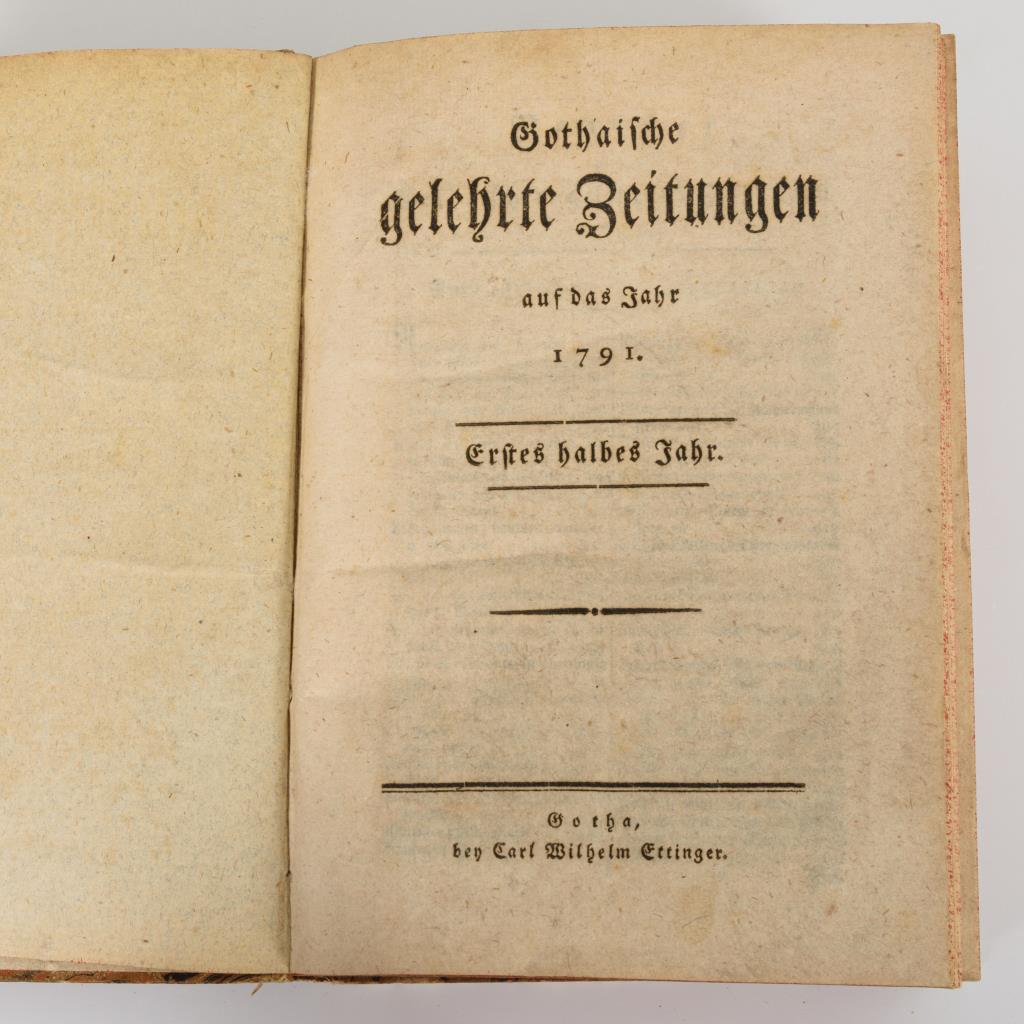 Gothaiſche
gelehrte Zeitungen
auf das Jahr
1791.
Erſtes halbes Jahr.
Gotha,
bey Carl Wilhelm Ettinger.